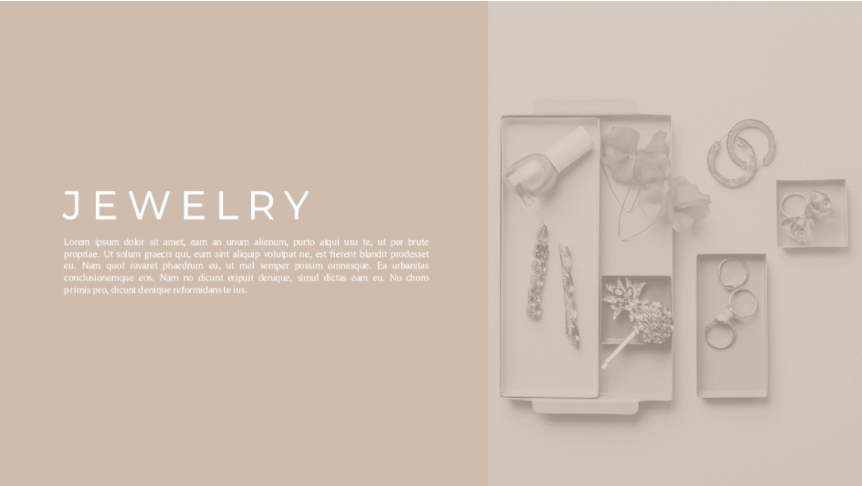 JEWELRY
Lorem ipsum dolor sit amet, eam an unum alienum, purto atqui usu te, ut per brute
propriae. Ut solum graecis qui, eum sint aliquip volutpat ne, est fierent blandit prodesset
eu. Nam quot iuvaret phaedrum eu, ut mel semper possim omnesque. Ea urbanitas
conclusionemque eos. Nam no dicunt eripuit denique, simul dictas eam eu. No choro
primis pro, dicunt denique reformidans te ius.